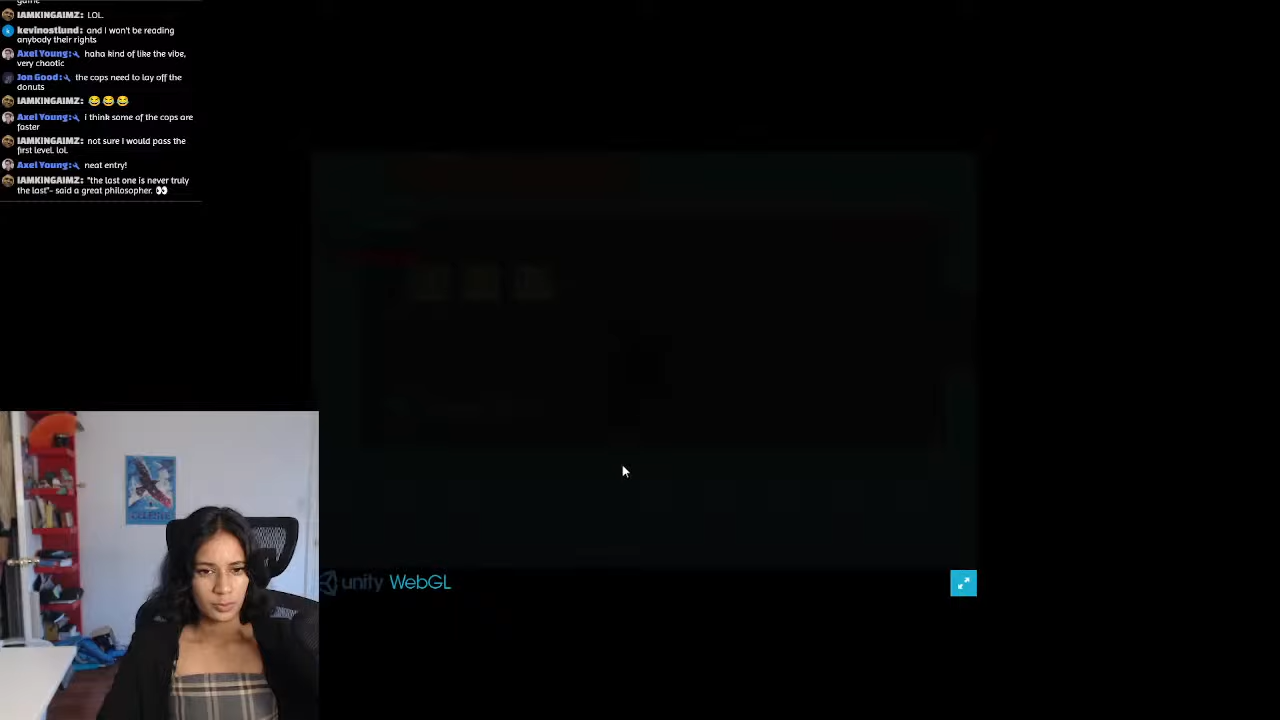 game
IAMKINGAIMZ: LOL.
kevinostlund: and I won't be reading
anybody their rights
Axel Young: haha kind of like the vibe,
very chaotic
Jon Good: the cops need to lay off the
donuts
IAMKINGAIMZ: 😂 😂 😂
Axel Young: i think some of the cops are
faster
IAMKINGAIMZ: not sure I would pass the
first level. lol.
Axel Young: neat entry!
IAMKINGAIMZ: "the last one is never truly
the last"- said a great philosopher. 👀
CELESTE
unity WebGL